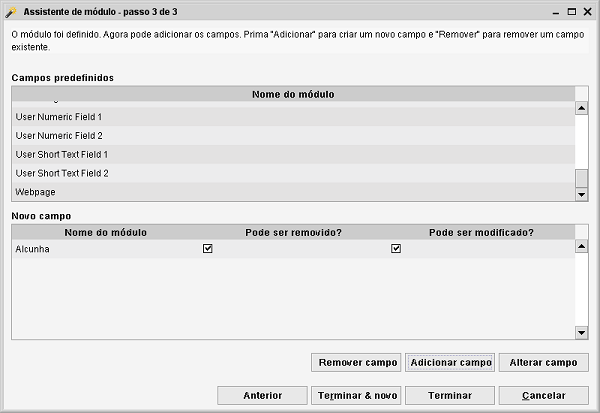 Assistente de módulo - passo 3 de 3
O módulo foi definido. Agora pode adicionar os campos. Prima "Adicionar" para criar um novo campo e "Remover" para remover um campo
existente.
Campos predefinidos
Nome do módulo
User Numeric Field 1
User Numeric Field 2
User Short Text Field 1
User Short Text Field 2
Webpage
Novo campo
Nome do módulo Pode ser removido? Pode ser modificado?
Alcunha
Remover campo Adicionar campo Alterar campo
Anterior Terminar & novo Terminar Cancelar